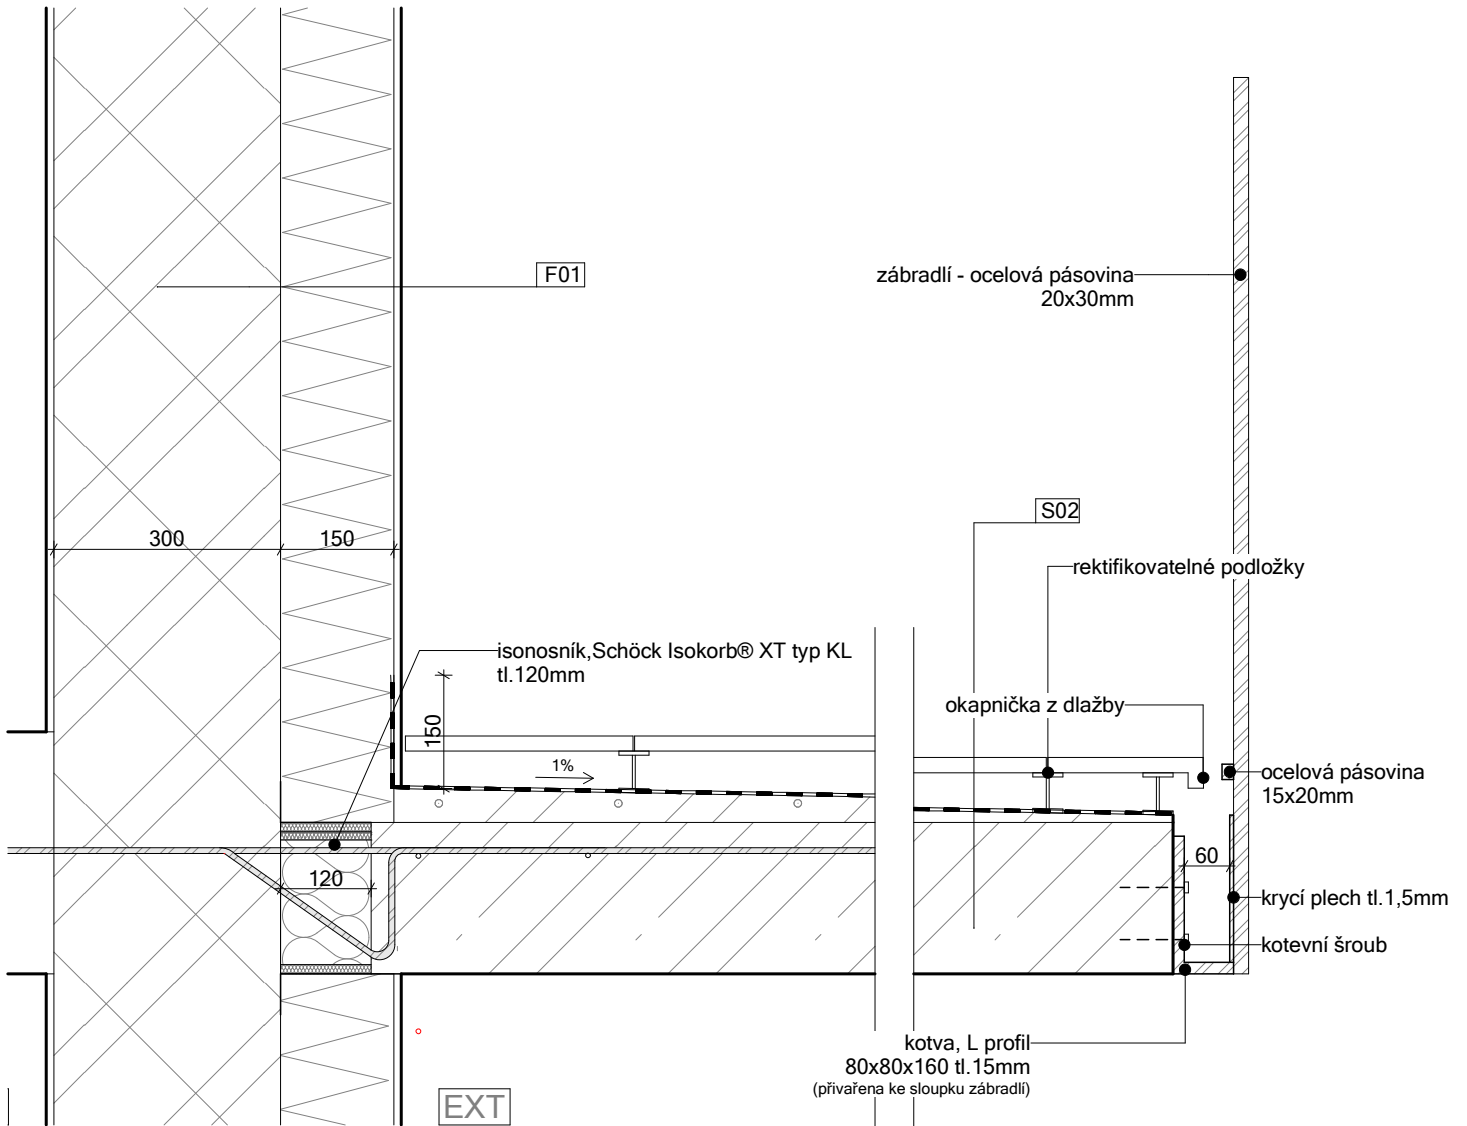 F01
zábradlí - ocelová pásovina
20x30mm
S02
300
150
rektifikovatelné podložky
isonosník,Schöck Isokorb® XT typ KL
tl.120mm
okapnička z dlažby
150
1%
ocelová pásovina
15x20mm
60
120
krycí plech tl.1,5mm
kotevní šroub
kotva, L profil
80x80x160 tl.15mm
(přivařena ke sloupku zábradlí)
EXT